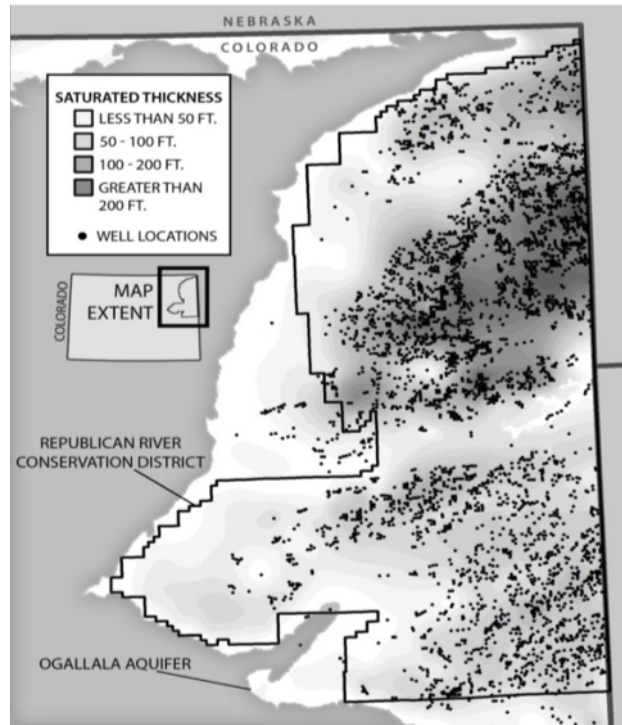 NEBRASKA
COLORADO
SATURATED THICKNESS
LESS THAN 50 FT.
50 - 100 FT.
100 - 200 FT.
GREATER THAN
200 FT.
WELL LOCATIONS
COLORADO
MAP
EXTENT
REPUBLICAN RIVER
CONSERVATION DISTRICT
OGALLALA AQUIFER